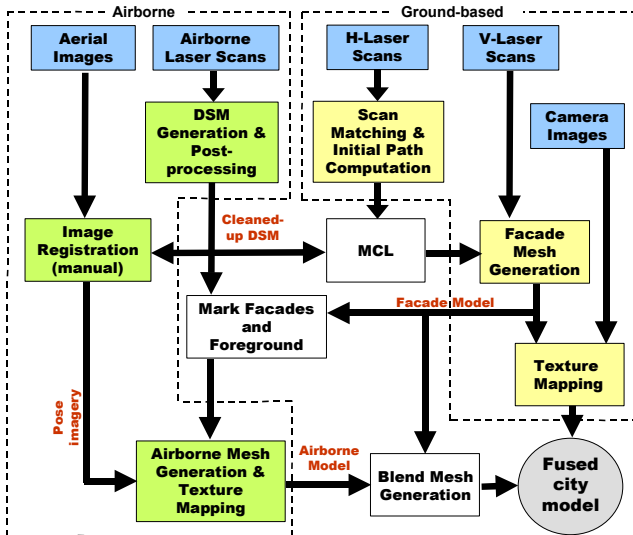 Airborne
Ground-based
Aerial
Images
Airborne
Laser Scans
H-Laser
Scans
V-Laser
Scans
DSM
Generation &
Post-
processing
Scan
Matching &
Initial Path
Computation
Camera
Images
Image
Registration
(manual)
Cleaned-
up DSM
MCL
Facade
Mesh
Generation
Mark Facades
and
Foreground
Facade Model
Texture
Mapping
Pose
imagery
Airborne Mesh
Generation &
Texture
Mapping
Airborne
Model
Blend Mesh
Generation
Fused
city
model